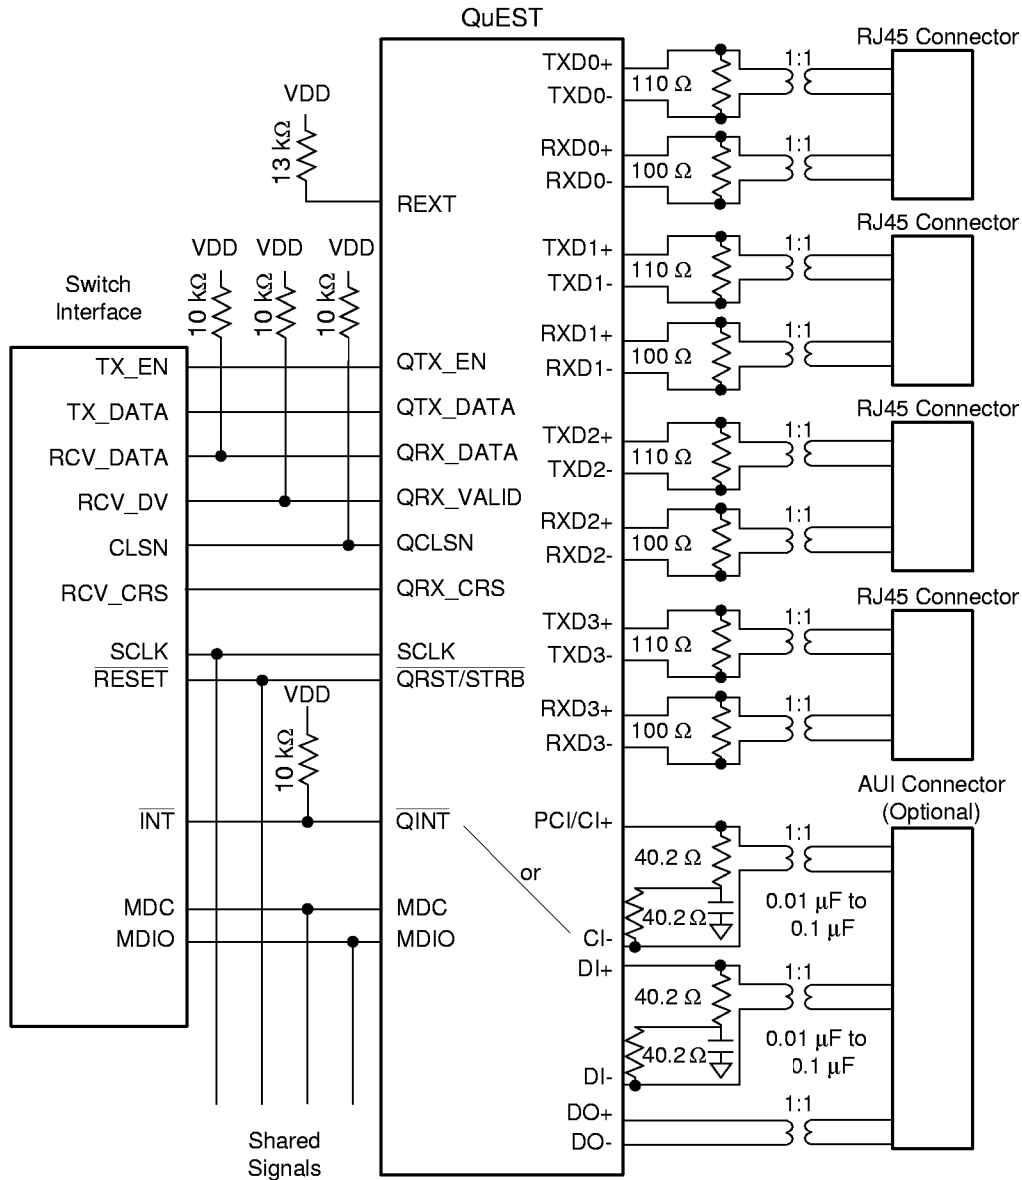 QuEST
VDD
13 kΩ
REXT
VDD
VDD
VDD
10 kΩ
10 kΩ
10 kΩ
Switch
Interface
TX_EN
TX_DATA
RCV_DATA
RCV_DV
CLSN
RCV_CRS
SCLK
RESET
INT
MDC
MDIO
QTX_EN
QTX_DATA
QRX_DATA
QRX_VALID
QCLSN
QRX_CRS
SCLK
QRST/STRB
VDD
10 kΩ
QINT
or
MDC
MDIO
Shared
Signals
TXD0+
TXD0-
110 Ω
1:1
RJ45 Connector
RXD0+
RXD0-
100 Ω
1:1
TXD1+
TXD1-
110 Ω
1:1
RJ45 Connector
RXD1+
RXD1-
100 Ω
1:1
TXD2+
TXD2-
110 Ω
1:1
RJ45 Connector
RXD2+
RXD2-
100 Ω
1:1
TXD3+
TXD3-
110 Ω
1:1
RJ45 Connector
RXD3+
RXD3-
100 Ω
1:1
AUI Connector
(Optional)
PCI/CI+
40.2 Ω
40.2 Ω
CI-
1:1
0.01 µF to
0.1 µF
DI+
40.2 Ω
40.2 Ω
DI-
1:1
0.01 µF to
0.1 µF
DO+
DO-
1:1